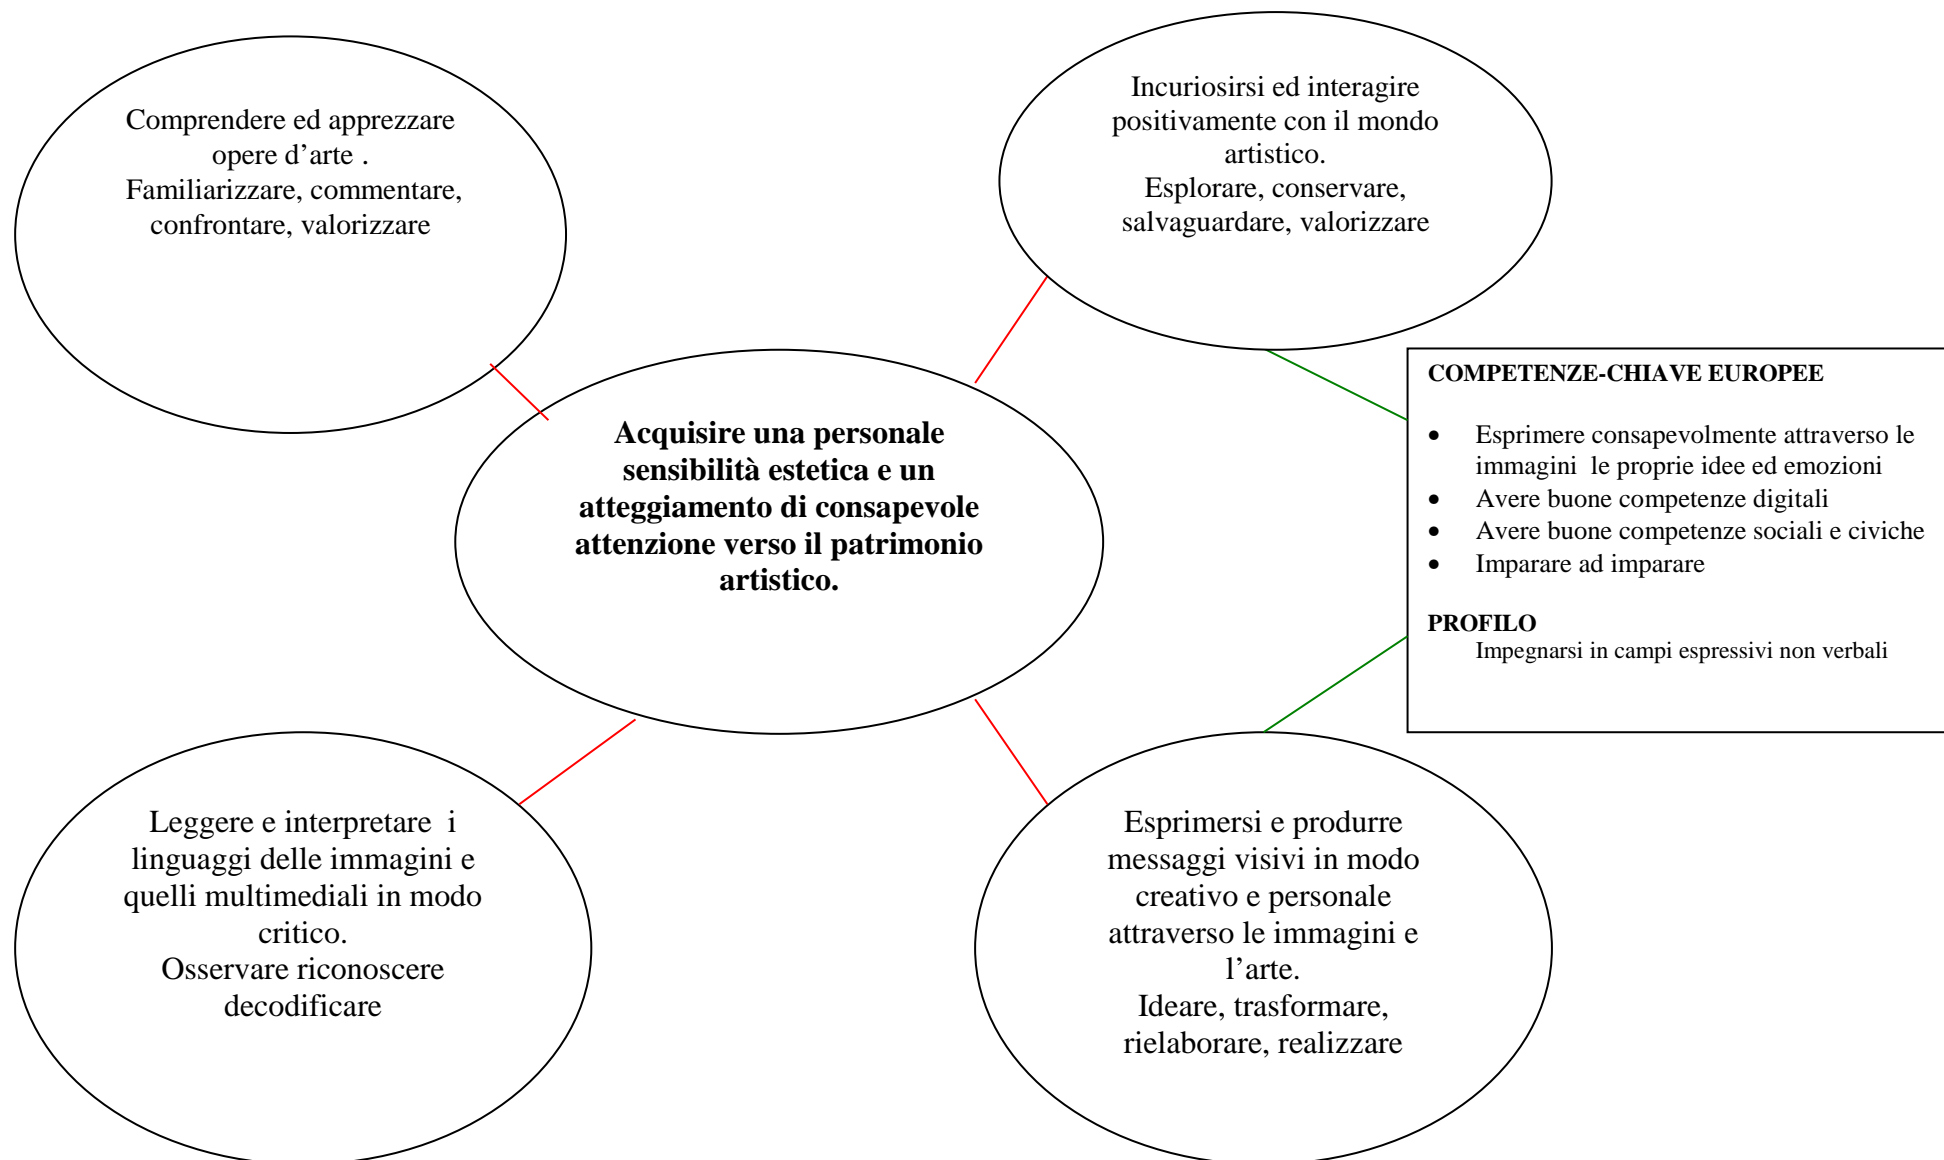 Comprendere ed apprezzare
opere d’arte .
Familiarizzare, commentare,
confrontare, valorizzare
Incuriosirsi ed interagire
positivamente con il mondo
artistico.
Esplorare, conservare,
salvaguardare, valorizzare
Acquisire una personale
sensibilità estetica e un
atteggiamento di consapevole
attenzione verso il patrimonio
artistico.
COMPETENZE-CHIAVE EUROPEE
• Esprimere consapevolmente attraverso le
immagini  le proprie idee ed emozioni
• Avere buone competenze digitali
• Avere buone competenze sociali e civiche
• Imparare ad imparare
PROFILO
Impegnarsi in campi espressivi non verbali
Leggere e interpretare  i
linguaggi delle immagini e
quelli multimediali in modo
critico.
Osservare riconoscere
decodificare
Esprimersi e produrre
messaggi visivi in modo
creativo e personale
attraverso le immagini e
l’arte.
Ideare, trasformare,
rielaborare, realizzare